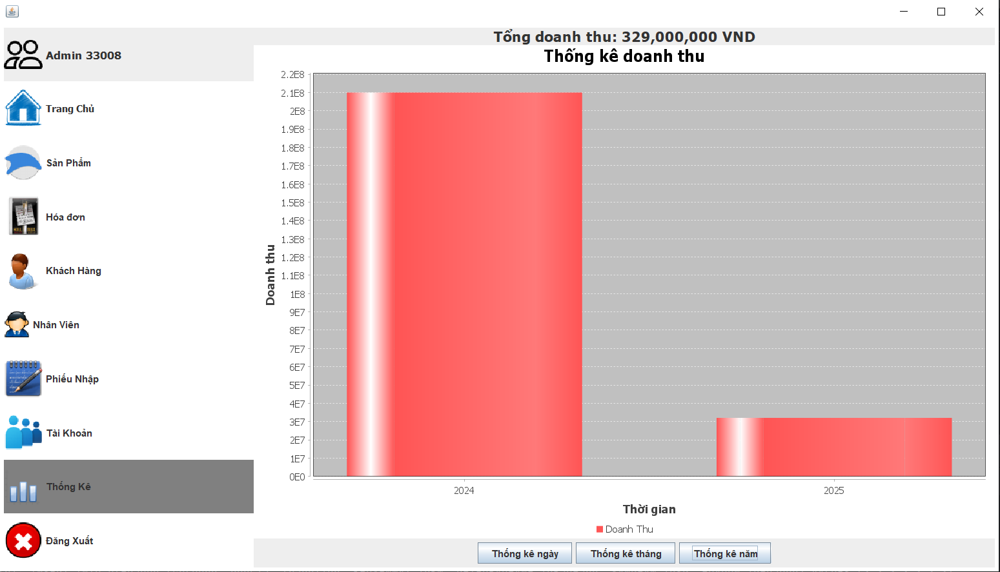 Tổng doanh thu: 329,000,000 VND
Admin 33008
Trang Chủ
Sản Phẩm
Hóa đơn
Khách Hàng
Nhân Viên
Phiếu Nhập
Tài Khoản
Thống Kê
Đăng Xuất
Thống kê doanh thu
Doanh thu
2.2E8
2.1E8
2E8
1.9E8
1.8E8
1.7E8
1.6E8
1.5E8
1.4E8
1.3E8
1.2E8
1.1E8
1E8
9E7
8E7
7E7
6E7
5E7
4E7
3E7
2E7
1E7
0E0
2024 2025
Thời gian
Doanh Thu
Thống kê ngày Thống kê tháng Thống kê năm